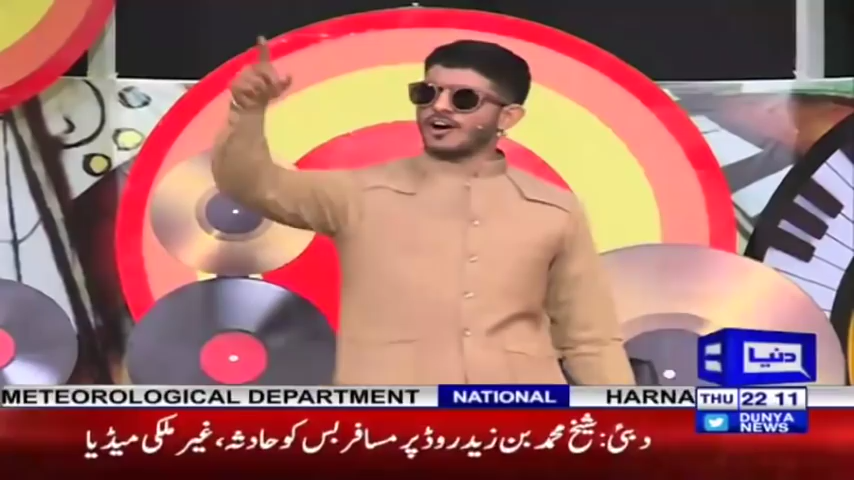 دنیا
METEOROLOGICAL DEPARTMENT NATIONAL HARNA
THU 22 11
DUNYA NEWS
دبئی: شیخ محمد بن زید روڈ پر مسافر بس کو حادثہ، غیر ملکی میڈیا